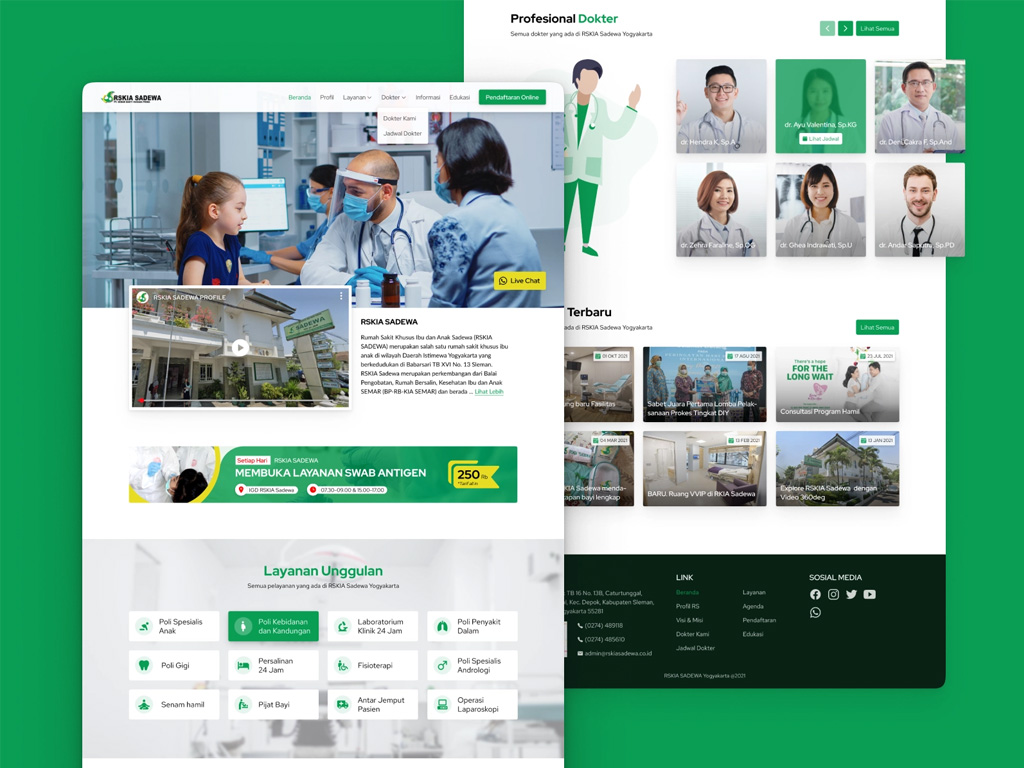 RSKIA SADEWA
Beranda
Profil
Layanan
Dokter
Informasi
Edukasi
Pendaftaran Online
Dokter Kami
Jadwal Dokter
Live Chat
RSKIA SADEWA PROFILE
SADEWA
RSKIA SADEWA
Rumah Sakit Khusus Ibu dan Anak Sadewa (RSKIA
SADEWA) merupakan salah satu rumah sakit khusus ibu
anak di wilayah Daerah Istimewa Yogyakarta yang
berkedudukan di Babarsari TB XVI No. 13 Sleman.
RSKIA Sadewa merupakan perkembangan dari Balai
Pengobatan, Rumah Bersalin, Kesehatan Ibu dan Anak
SEMAR (BP-RB-KIA SEMAR) dan berada ... Lihat Lebih
Setiap Hari RSKIA SADEWA
MEMBUKA LAYANAN SWAB ANTIGEN
IGD RSKIA Sadewa
07.30-09.00 & 15.00-17.00
250 Rb
Layanan Unggulan
Semua pelayanan yang ada di RSKIA Sadewa Yogyakarta
Poli Spesialis
Anak
Poli Kebidanan
dan Kandungan
Laboratorium
Klinik 24 Jam
Poli Penyakit
Dalam
Poli Gigi
Persalinan
24 Jam
Fisioterapi
Poli Spesialis
Andrologi
Senam hamil
Pijat Bayi
Antar Jemput
Pasien
Operasi
Laparoskopi
Profesional Dokter
Semua dokter yang ada di RSKIA Sadewa Yogyakarta
Lihat Semua
dr. Hendra K, Sp.A
dr. Ayu Valentina, Sp.KG
Lihat Jadwal
dr. Deni Cakra F, Sp.And
dr. Zehra Faraline, Sp.OG
dr. Ghea Indrawati, Sp.U
dr. Andar Saputra, Sp.PD
Terbaru
ada di RSKIA Sadewa Yogyakarta
Lihat Semua
01 OKT 2021
ng baru Fasilitas
17 AGU 2021
Sabet Juara Pertama Lomba Pelak-
sanaan Prokes Tingkat DIY
23 JUL 2021
There's a hope
FOR THE
LONG WAIT
Consultasi Program Hamil
04 MAR 2021
KIA Sadewa menda-
apan bayi lengkap
13 FEB 2021
BARU. Ruang VVIP di RKIA Sadewa
13 JAN 2021
Explore RSKIA Sadewa dengan
Video 360deg
TB 16 No. 13B, Caturtunggal,
l, Kec. Depok, Kabupaten Sleman,
gyakarta 55281
(0274) 489118
(0274) 485610
admin@rskiasadewa.co.id
LINK
Beranda
Profil RS
Visi & Misi
Dokter Kami
Jadwal Dokter
Layanan
Agenda
Pendaftaran
Edukasi
SOSIAL MEDIA
RSKIA SADEWA Yogyakarta @2021